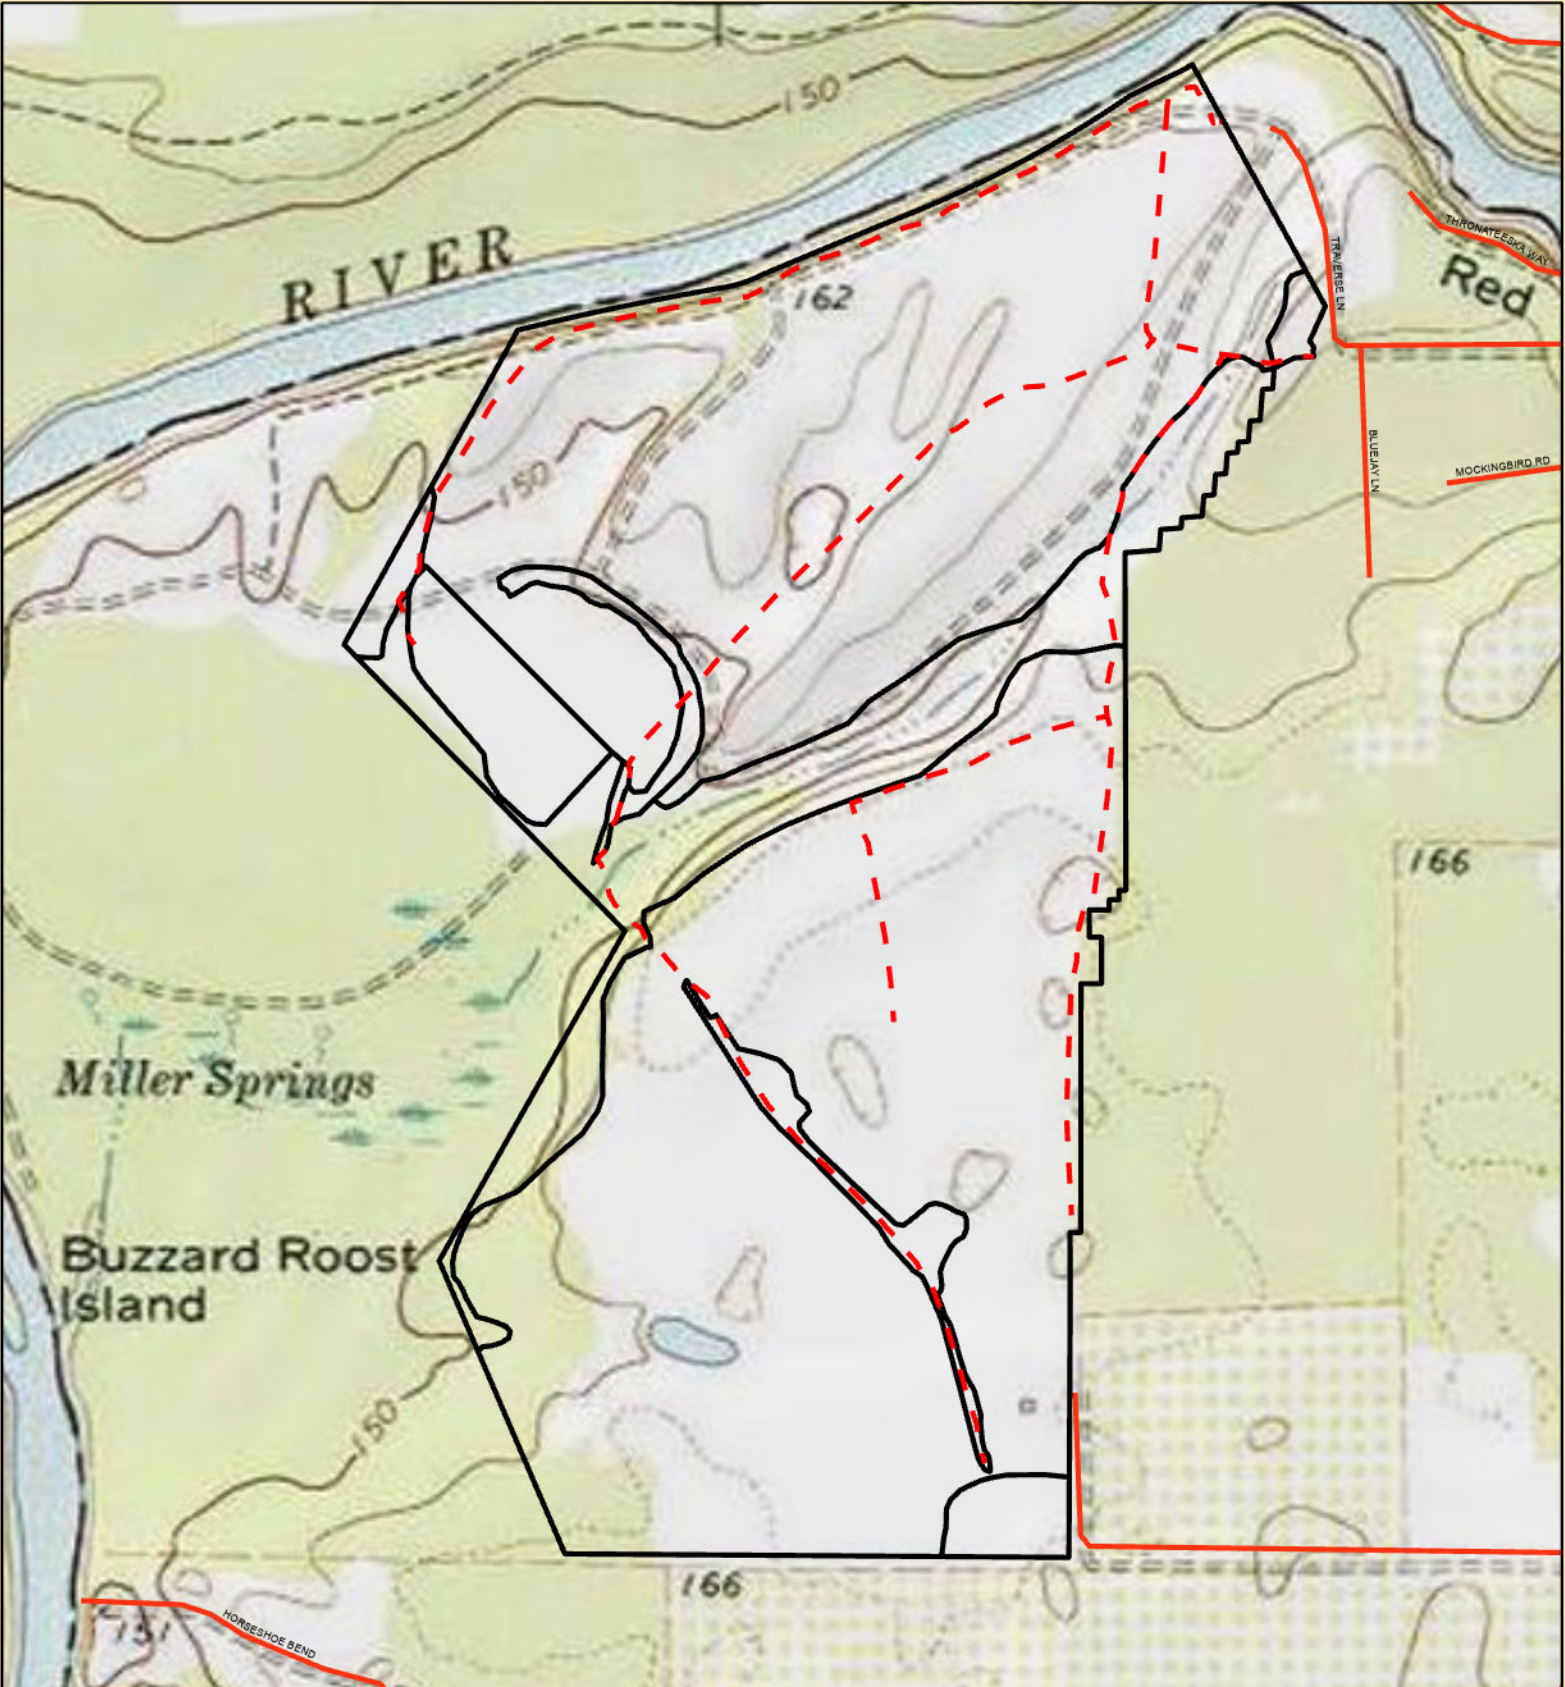 150
RIVER
THRONATEESKA WAY
TRAVERSE LN
Red
162
BLUEJAY LN
MOCKINGBIRD RD
150
166
Miller Springs
Buzzard Roost
Island
150
166
151
HORSESHOE BEND